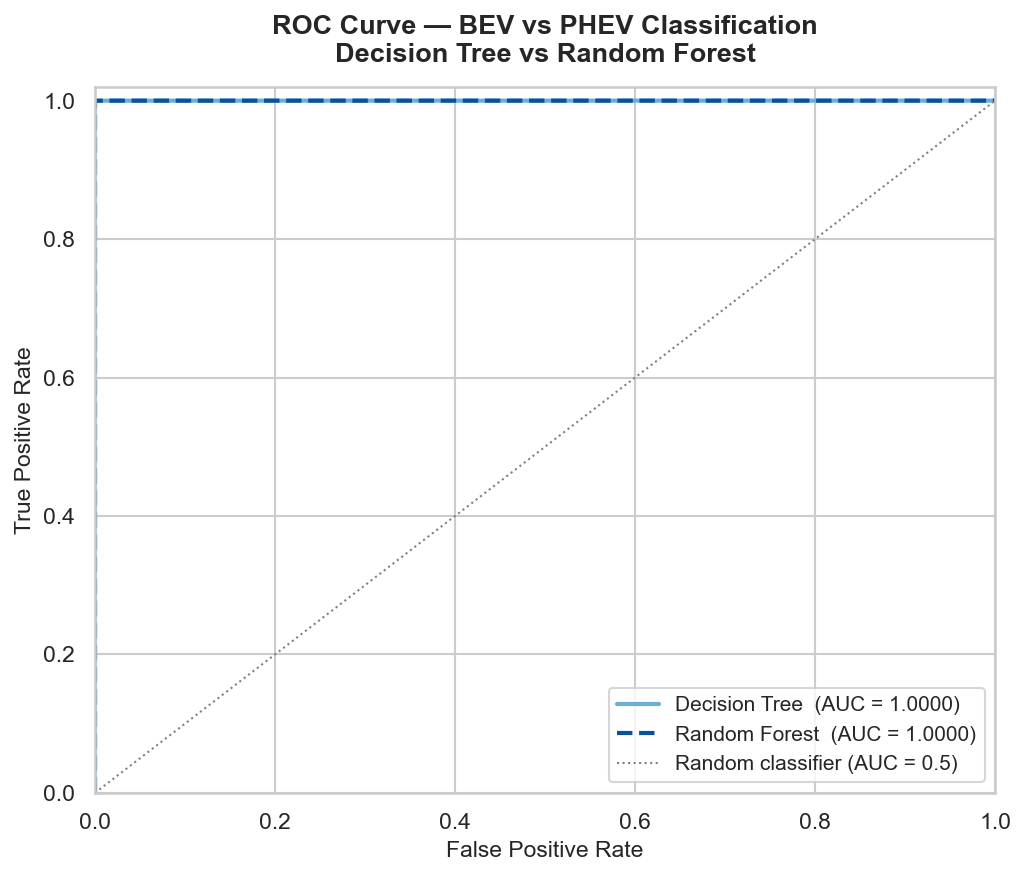 ROC Curve — BEV vs PHEV Classification
Decision Tree vs Random Forest
1.0
0.8
0.6
0.4
0.2
0.0
True Positive Rate
Decision Tree  (AUC = 1.0000)
Random Forest  (AUC = 1.0000)
Random classifier (AUC = 0.5)
0.0 0.2 0.4 0.6 0.8 1.0
False Positive Rate